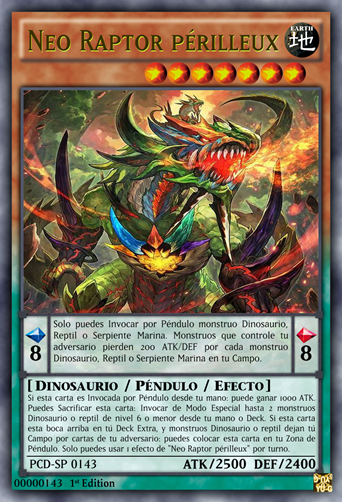 Neo Raptor périlleux
EARTH
地
Solo puedes Invocar por Péndulo monstruo Dinosaurio,
Reptil o Serpiente Marina. Monstruos que controle tu
adversario pierden 200 ATK/DEF por cada monstruo
Dinosaurio, Reptil o Serpiente Marina en tu Campo.
8
8
[ Dinosaurio / Péndulo / Efecto ]
Si esta carta es Invocada por Péndulo desde tu mano: puede ganar 1000 ATK.
Puedes Sacrificar esta carta: Invocar de Modo Especial hasta 2 monstruos
Dinosaurio o reptil de nivel 6 o menor desde tu mano o Deck. Si esta carta
esta boca arriba en tú Deck Extra, y monstruos Dinosaurio o reptil dejan tú
Campo por cartas de tu adversario: puedes colocar esta carta en tu Zona de
Péndulo. Solo puedes usar 1 efecto de "Neo Raptor périlleux" por turno.
PCD-SP 0143
ATK/2500 DEF/2400
00000143 1st Edition